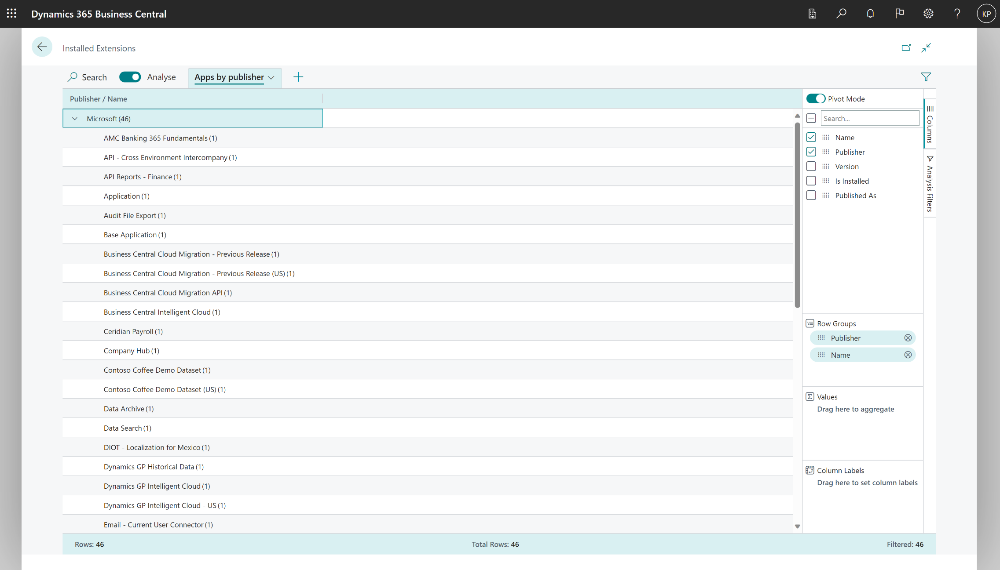 Dynamics 365 Business Central
KP
Installed Extensions
Search
Analyse
Apps by publisher
Publisher / Name
Microsoft (46)
AMC Banking 365 Fundamentals (1)
API - Cross Environment Intercompany (1)
API Reports - Finance (1)
Application (1)
Audit File Export (1)
Base Application (1)
Business Central Cloud Migration - Previous Release (1)
Business Central Cloud Migration - Previous Release (US) (1)
Business Central Cloud Migration API (1)
Business Central Intelligent Cloud (1)
Ceridian Payroll (1)
Company Hub (1)
Contoso Coffee Demo Dataset (1)
Contoso Coffee Demo Dataset (US) (1)
Data Archive (1)
Data Search (1)
DIOT - Localization for Mexico (1)
Dynamics GP Historical Data (1)
Dynamics GP Intelligent Cloud (1)
Dynamics GP Intelligent Cloud - US (1)
Email - Current User Connector (1)
Pivot Mode
Search...
Name
Publisher
Version
Is Installed
Published As
Row Groups
Publisher
Name
Values
Drag here to aggregate
Column Labels
Drag here to set column labels
Columns
Analysis Filters
Rows: 46
Total Rows: 46
Filtered: 46